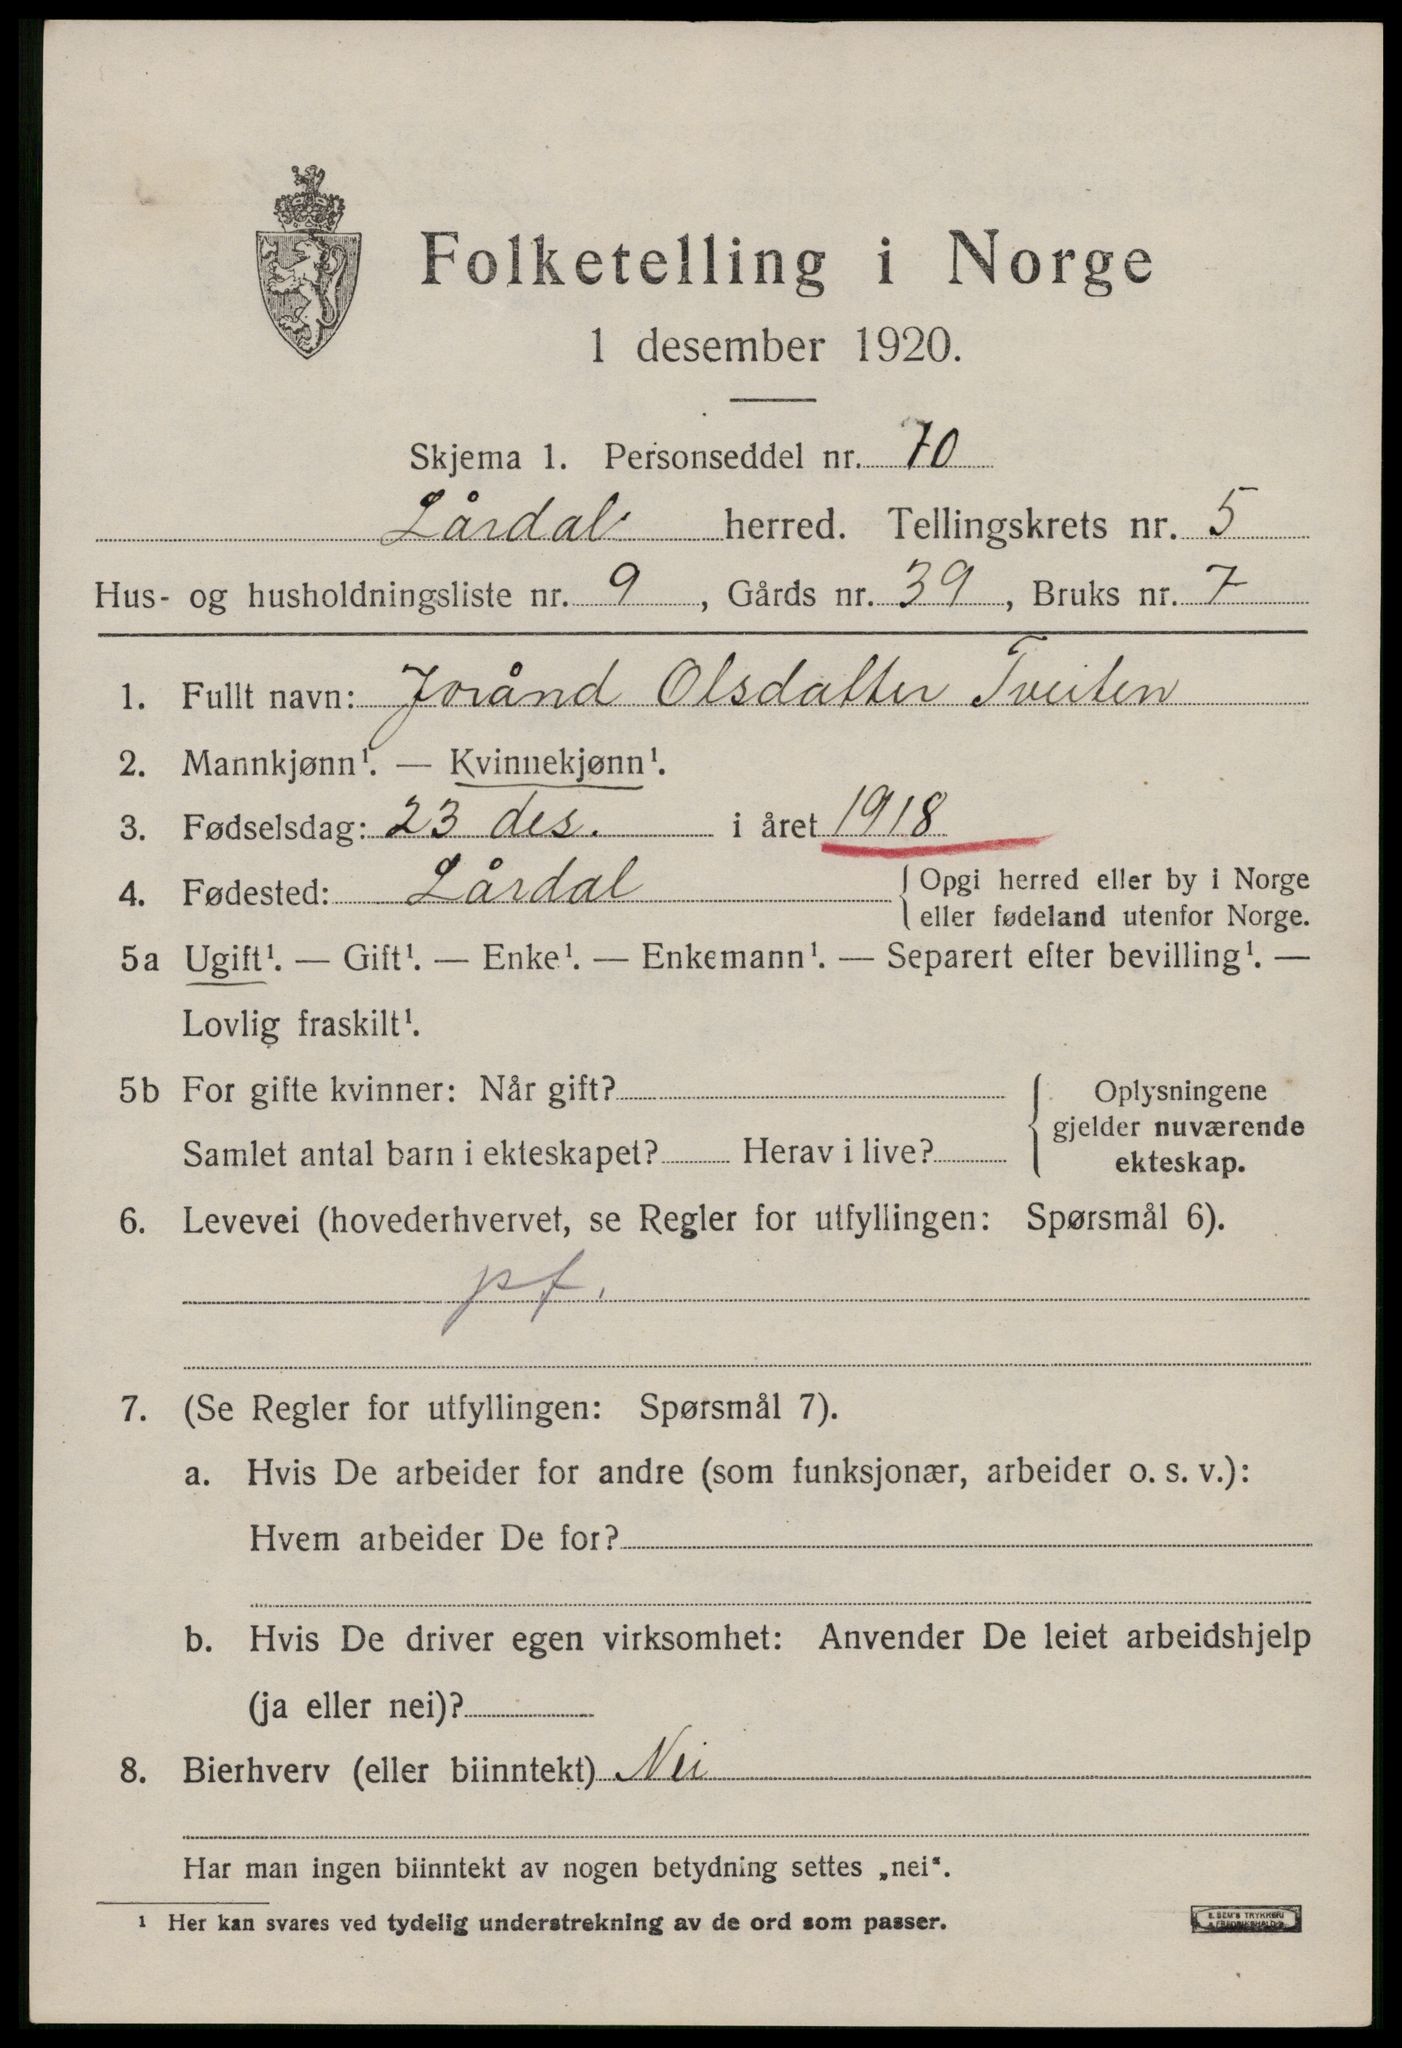 Folketelling i Norge
1 desember 1920.
Skjema 1. Personseddel nr. 70
Lårdal herred. Tellingskrets nr. 5
Hus- og husholdningsliste nr. 9, Gårds nr. 39, Bruks nr. 7
1. Fullt navn: Jorånd Olsdatter Tveiten
2. Mannkjønn¹. — Kvinnekjønn¹.
3. Fødselsdag: 23 des. i året 1918
4. Fødested: Lårdal {Opgi herred eller by i Norge
eller fødeland utenfor Norge.
5a Ugift¹. — Gift¹. — Enke¹. — Enkemann¹. — Separert efter bevilling¹. —
Lovlig fraskilt¹.
5b For gifte kvinner: Når gift?
Samlet antal barn i ekteskapet? Herav i live?
{Oplysningene
gjelder nuværende
ekteskap.
6. Levevei (hovederhvervet, se Regler for utfyllingen: Spørsmål 6).
pf.
7. (Se Regler for utfyllingen: Spørsmål 7).
a. Hvis De arbeider for andre (som funksjonær, arbeider o. s. v.):
Hvem arbeider De for?
b. Hvis De driver egen virksomhet: Anvender De leiet arbeidshjelp
(ja eller nei)?
8. Bierhverv (eller biinntekt) Nei
Har man ingen biinntekt av nogen betydning settes „nei“.
¹ Her kan svares ved tydelig understrekning av de ord som passer.
E. SEM'S TRYKKERI
FREDRIKSHALD